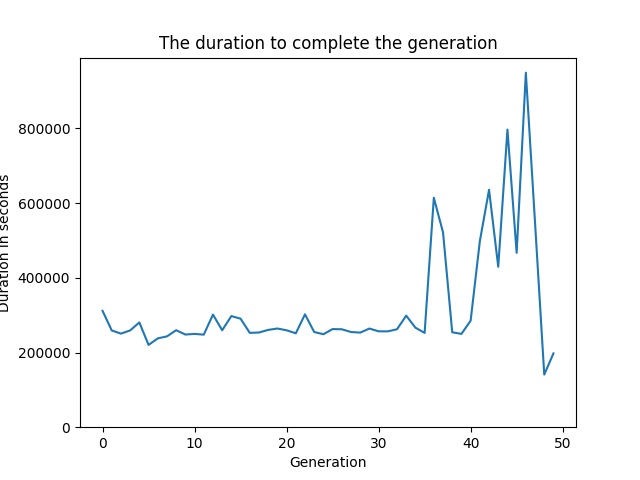 The duration to complete the generation
Duration in seconds
800000
600000
400000
200000
0
0 10 20 30 40 50
Generation